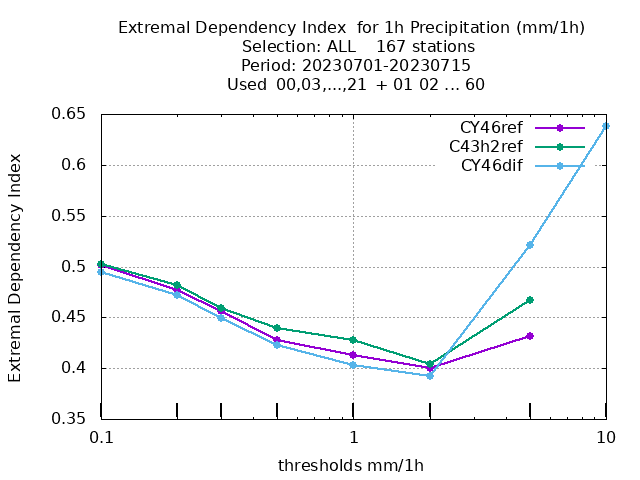 Extremal Dependency Index  for 1h Precipitation (mm/1h)
Selection: ALL    167 stations
Period: 20230701-20230715
Used  00,03,...,21  + 01 02 ... 60
CY46ref
C43h2ref
CY46dif
0.65
0.6
0.55
0.5
0.45
0.4
0.35
Extremal Dependency Index
0.1
1
10
thresholds mm/1h